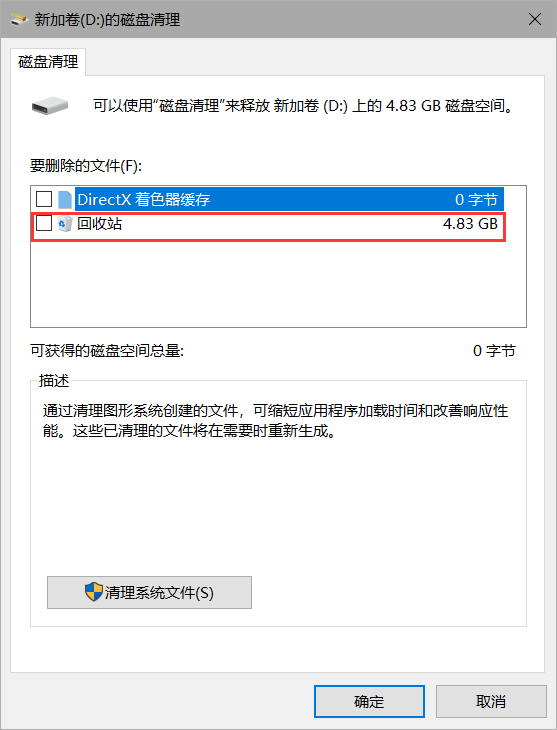 新加卷(D:)的磁盘清理
磁盘清理
可以使用“磁盘清理”来释放 新加卷 (D:) 上的 4.83 GB 磁盘空间。
要删除的文件(F):
DirectX 着色器缓存 0 字节
回收站 4.83 GB
可获得的磁盘空间总量: 0 字节
描述
通过清理图形系统创建的文件，可缩短应用程序加载时间和改善响应性
能。这些已清理的文件将在需要时重新生成。
清理系统文件(S)
确定 取消